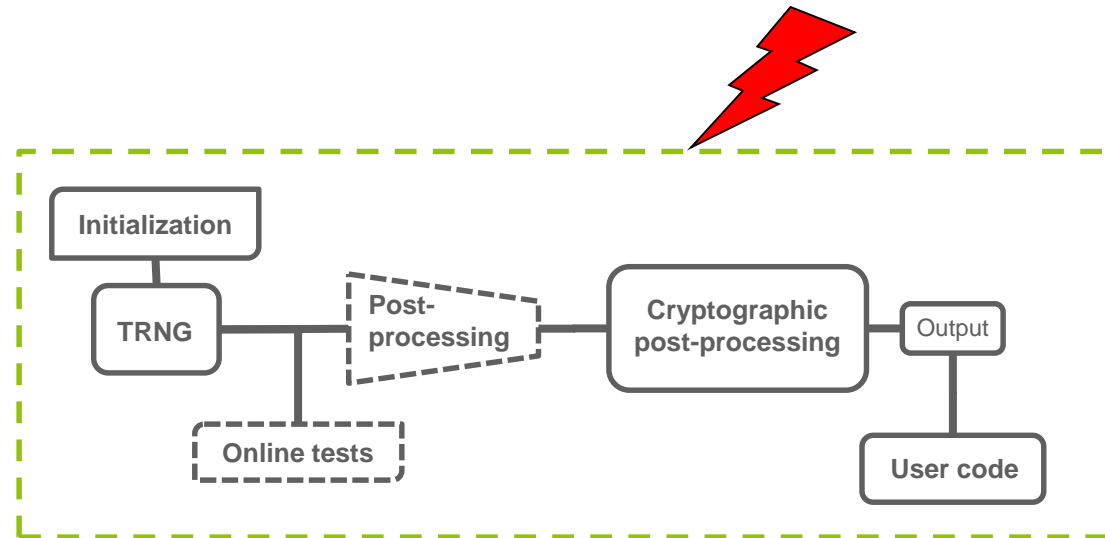 Initialization
TRNG
Post-
processing
Online tests
Cryptographic
post-processing
Output
User code